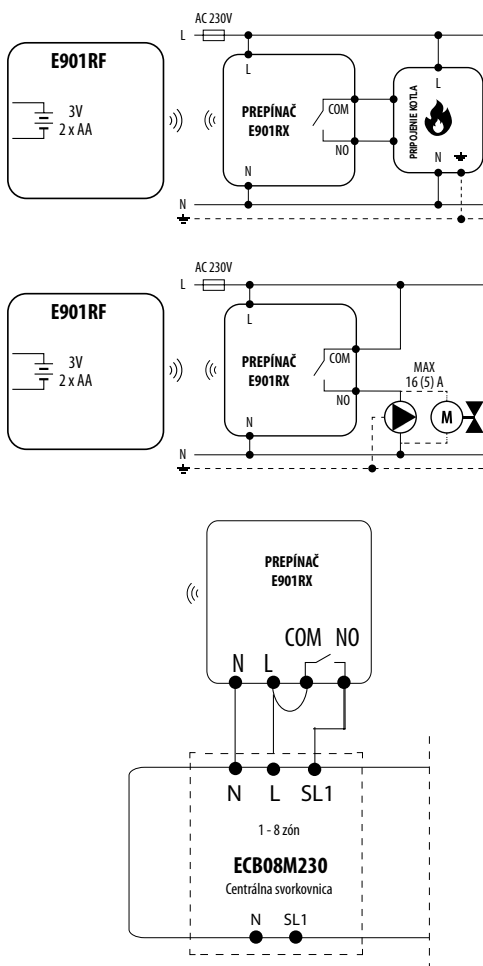 AC 230V
L
E901RF
3V
2 x AA
L
PREPÍNAČ
E901RX
COM
NO
N
L
PRIPOJENIE KOTLA
N
N
AC 230V
L
E901RF
3V
2 x AA
L
PREPÍNAČ
E901RX
COM
NO
N
MAX
16 (5) A
M
N
PREPÍNAČ
E901RX
COM NO
N L
N L SL1
1 - 8 zón
ECB08M230
Centrálna svorkovnica
N SL1